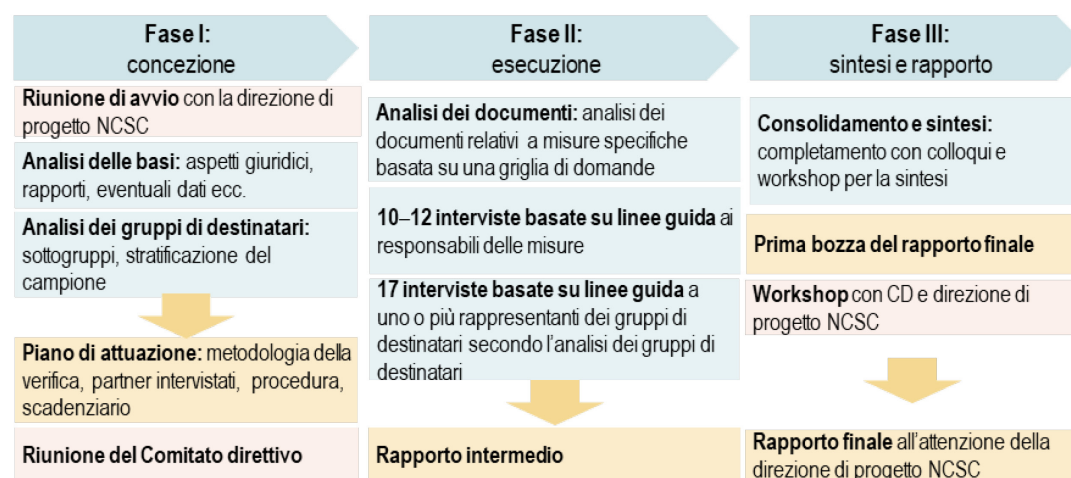 Fase I:
concezione
Riunione di avvio con la direzione di
progetto NCSC
Analisi delle basi: aspetti giuridici,
rapporti, eventuali dati ecc.
Analisi dei gruppi di destinatari:
sottogruppi, stratificazione del
campione
Piano di attuazione: metodologia della
verifica, partner intervistati, procedura,
scadenziario
Riunione del Comitato direttivo
Fase II:
esecuzione
Analisi dei documenti: analisi dei
documenti relativi a misure specifiche
basata su una griglia di domande
10–12 interviste basate su linee guida ai
responsabili delle misure
17 interviste basate su linee guida a
uno o più rappresentanti dei gruppi di
destinatari secondo l'analisi dei gruppi di
destinatari
Rapporto intermedio
Fase III:
sintesi e rapporto
Consolidamento e sintesi:
completamento con colloqui e
workshop per la sintesi
Prima bozza del rapporto finale
Workshop con CD e direzione di
progetto NCSC
Rapporto finale all'attenzione della
direzione di progetto NCSC